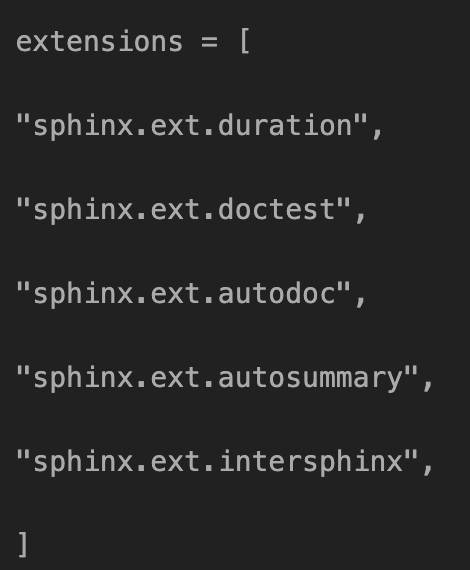 extensions = [
"sphinx.ext.duration",
"sphinx.ext.doctest",
"sphinx.ext.autodoc",
"sphinx.ext.autosummary",
"sphinx.ext.intersphinx",
]